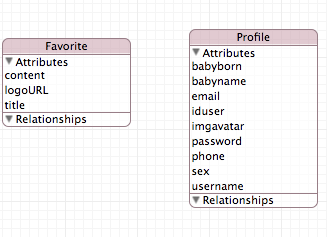 Favorite
Attributes
content
logoURL
title
Relationships
Profile
Attributes
babyborn
babyname
email
iduser
imgavatar
password
phone
sex
username
Relationships